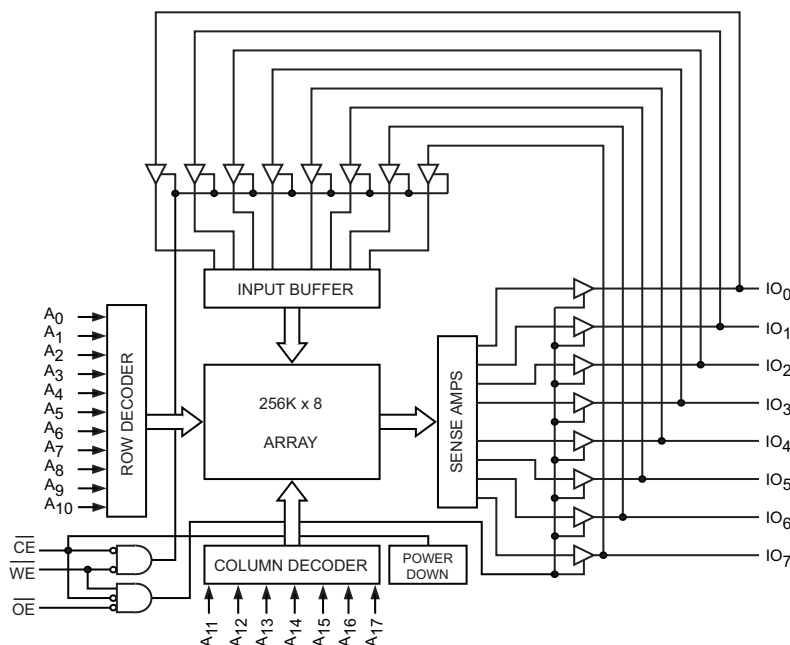 INPUT BUFFER
IO0
IO1
IO2
IO3
IO4
IO5
IO6
IO7
A0
A1
A2
A3
A4
A5
A6
A7
A8
A9
A10
ROW DECODER
256K x 8
ARRAY
SENSE AMPS
CE
WE
OE
COLUMN DECODER
POWER
DOWN
A11
A12
A13
A14
A15
A16
A17